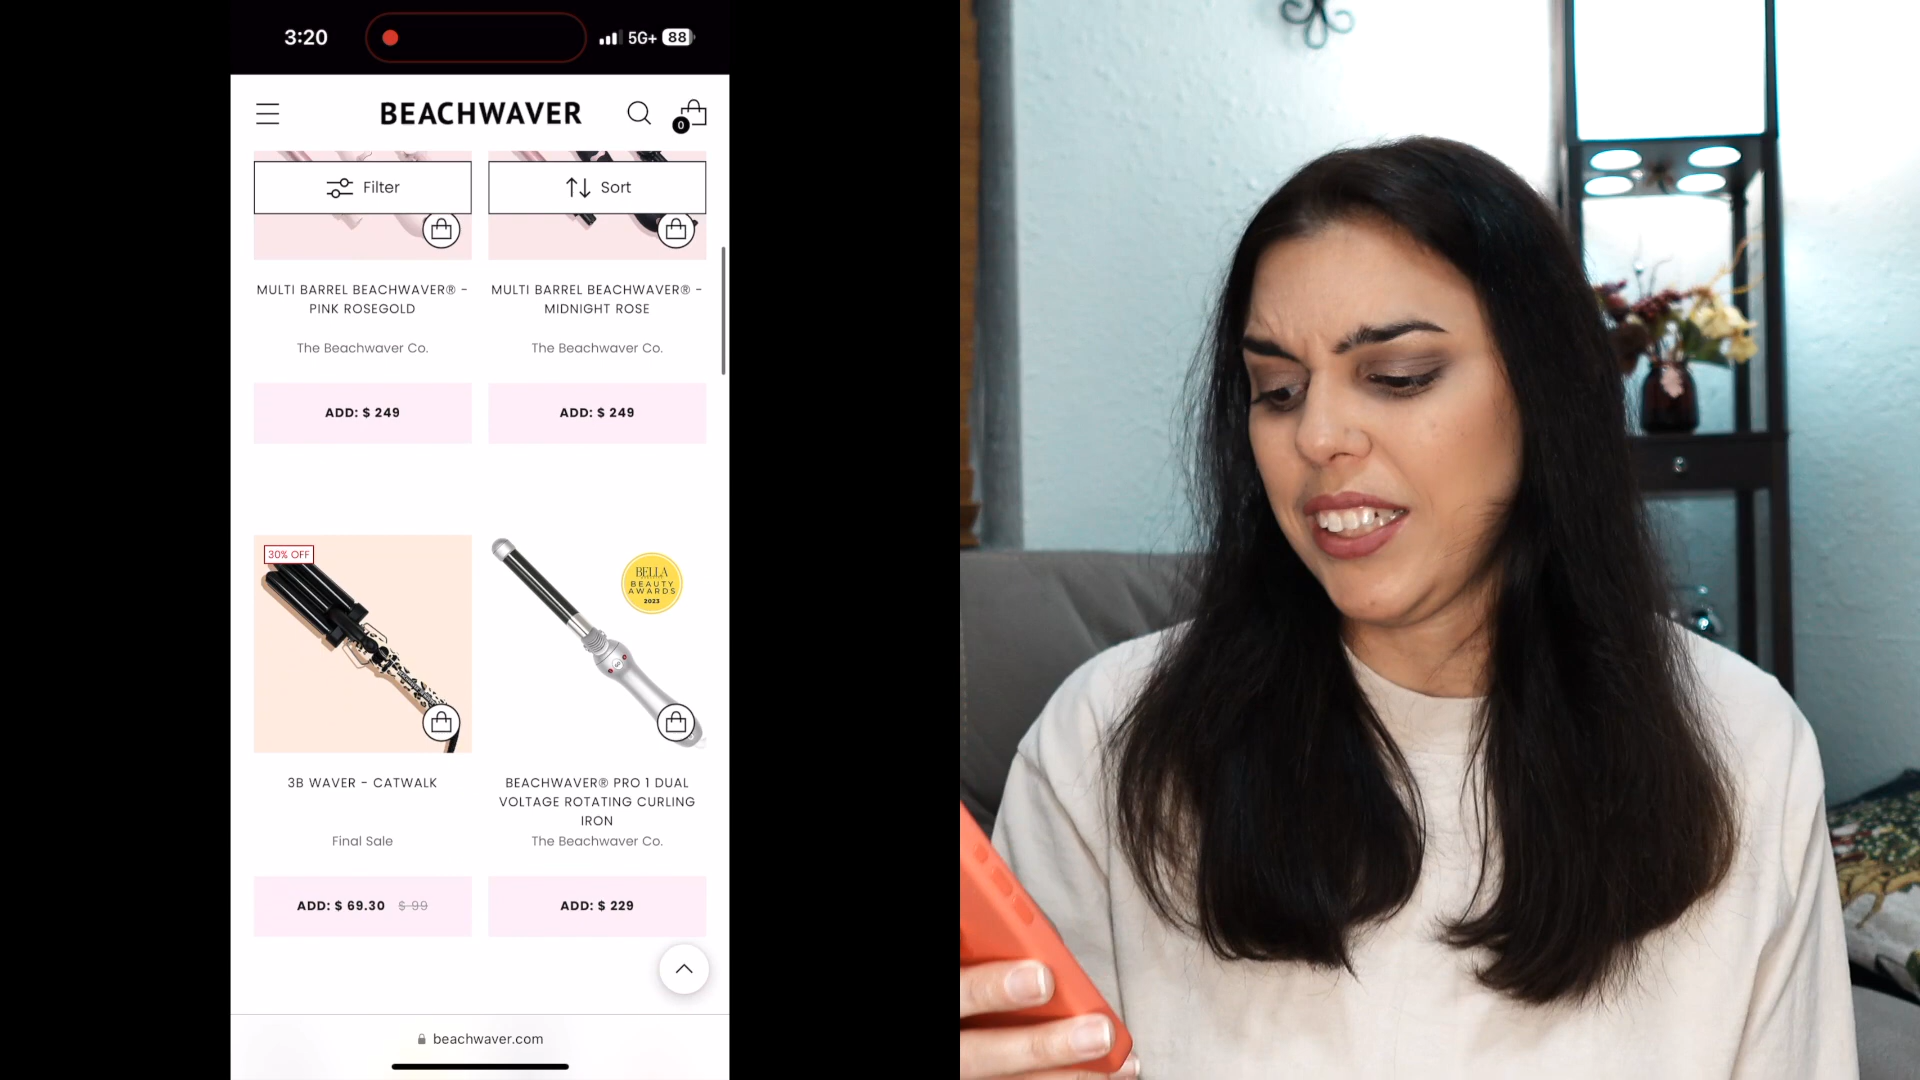 3:20
5G+ 88
BEACHWAVER
0
Filter
Sort
MULTI BARREL BEACHWAVER® -
PINK ROSEGOLD
The Beachwaver Co.
ADD: $ 249
MULTI BARREL BEACHWAVER® -
MIDNIGHT ROSE
The Beachwaver Co.
ADD: $ 249
30% OFF
3B WAVER - CATWALK
Final Sale
ADD: $ 69.30 $ 99
BELLA
BEAUTY
AWARDS
2023
BEACHWAVER® PRO 1 DUAL
VOLTAGE ROTATING CURLING
IRON
The Beachwaver Co.
ADD: $ 229
beachwaver.com